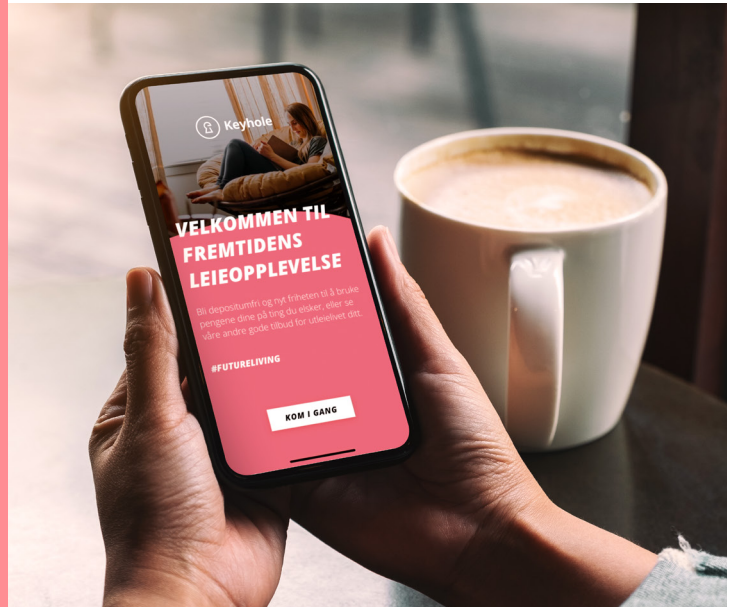 Keyhole
VELKOMMEN TIL
FREMTIDENS
LEIEOPPLEVELSE
Bli depositumfri og nyt friheten til å bruke
pengene dine på ting du elsker, eller se
våre andre gode tilbud for utleielivet ditt.
#FUTURELIVING
KOM I GANG